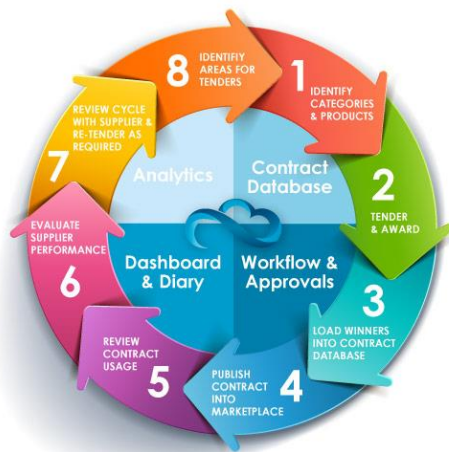 8
IDENTIFIY
AREAS FOR
TENDERS
1
IDENTIFY
CATEGORIES
& PRODUCTS
2
TENDER
& AWARD
3
LOAD WINNERS
INTO CONTRACT
DATABASE
4
PUBLISH
CONTRACT
INTO
MARKETPLACE
5
REVIEW
CONTRACT
USAGE
6
EVALUATE
SUPPLIER
PERFORMANCE
7
REVIEW CYCLE
WITH SUPPLIER &
RE-TENDER AS
REQUIRED
Analytics
Contract
Database
Dashboard
& Diary
Workflow &
Approvals